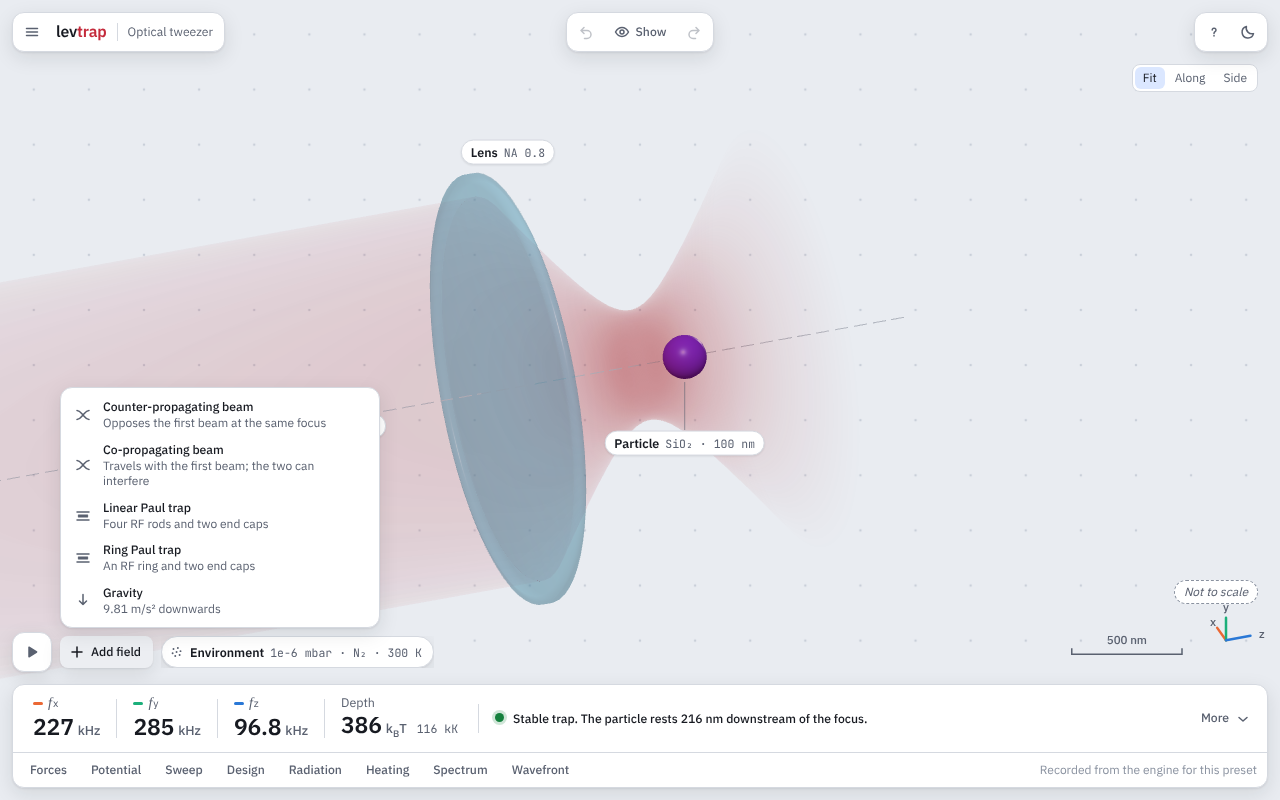 levtrap
Optical tweezer
Show
?
Fit
Along
Side
Lens NA 0.8
Particle SiO₂ · 100 nm
Counter-propagating beam
Opposes the first beam at the same focus
Co-propagating beam
Travels with the first beam; the two can
interfere
Linear Paul trap
Four RF rods and two end caps
Ring Paul trap
An RF ring and two end caps
Gravity
9.81 m/s² downwards
Not to scale
y
x
z
500 nm
Add field
Environment 1e-6 mbar · N₂ · 300 K
fx
227 kHz
fy
285 kHz
fz
96.8 kHz
Depth
386 kBT 116 kK
Stable trap. The particle rests 216 nm downstream of the focus.
More
Forces
Potential
Sweep
Design
Radiation
Heating
Spectrum
Wavefront
Recorded from the engine for this preset